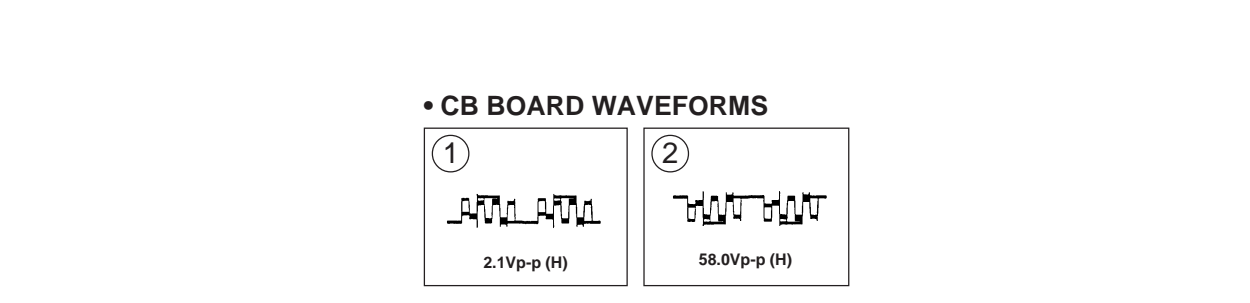 • CB BOARD WAVEFORMS
1
2
2.1Vp-p (H)
58.0Vp-p (H)